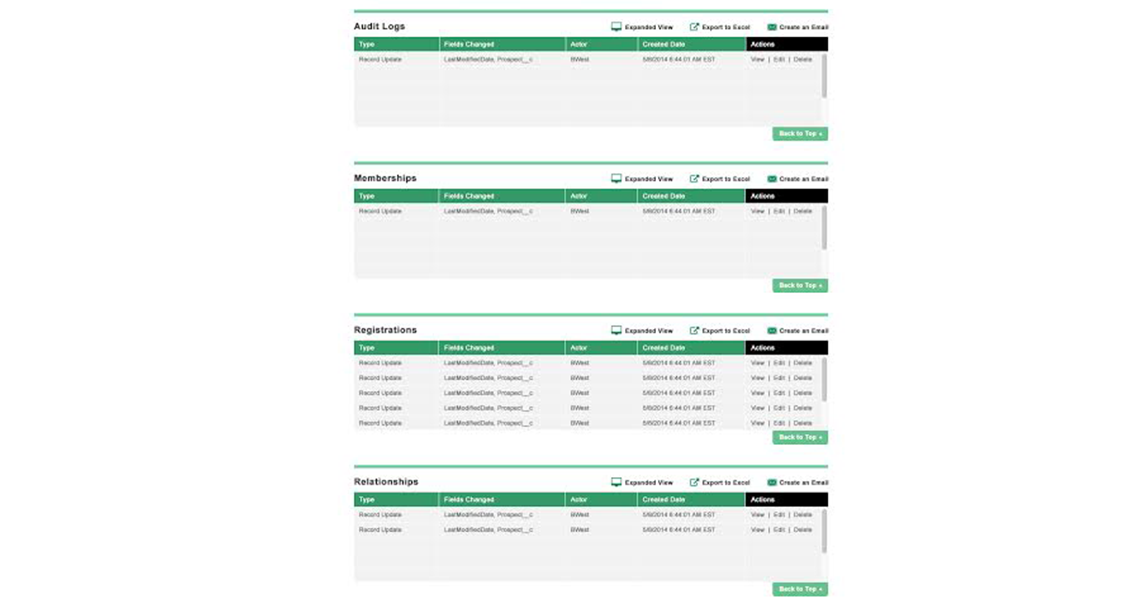 Audit Logs Expanded View Export to Excel Create an Email
Type Fields Changed Actor Created Date Actions
Record Update LastModifiedDate, Prospect__c BWest 5/9/2014 6:44:01 AM EST View | Edit | Delete
Back to Top
Memberships Expanded View Export to Excel Create an Email
Type Fields Changed Actor Created Date Actions
Record Update LastModifiedDate, Prospect__c BWest 5/9/2014 6:44:01 AM EST View | Edit | Delete
Back to Top
Registrations Expanded View Export to Excel Create an Email
Type Fields Changed Actor Created Date Actions
Record Update LastModifiedDate, Prospect__c BWest 5/9/2014 6:44:01 AM EST View | Edit | Delete
Record Update LastModifiedDate, Prospect__c BWest 5/9/2014 6:44:01 AM EST View | Edit | Delete
Record Update LastModifiedDate, Prospect__c BWest 5/9/2014 6:44:01 AM EST View | Edit | Delete
Record Update LastModifiedDate, Prospect__c BWest 5/9/2014 6:44:01 AM EST View | Edit | Delete
Record Update LastModifiedDate, Prospect__c BWest 5/9/2014 6:44:01 AM EST View | Edit | Delete
Back to Top
Relationships Expanded View Export to Excel Create an Email
Type Fields Changed Actor Created Date Actions
Record Update LastModifiedDate, Prospect__c BWest 5/9/2014 6:44:01 AM EST View | Edit | Delete
Record Update LastModifiedDate, Prospect__c BWest 5/9/2014 6:44:01 AM EST View | Edit | Delete
Back to Top